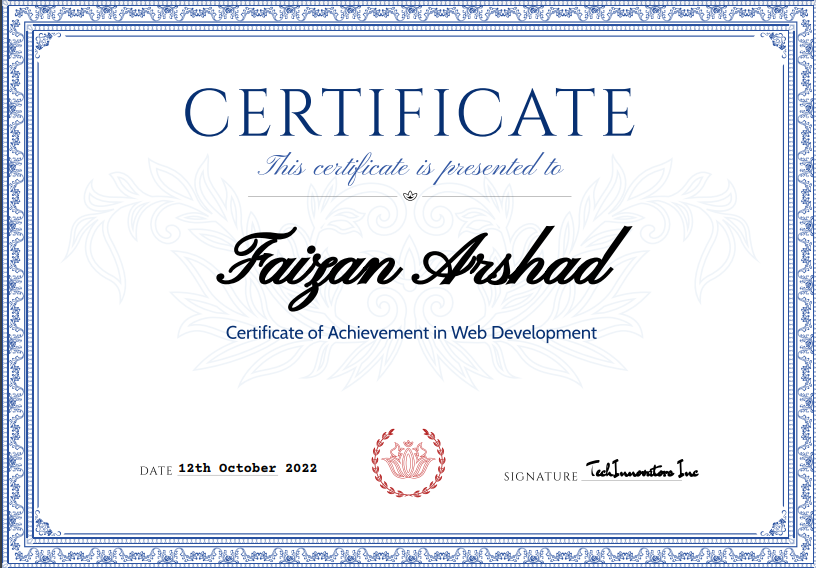 CERTIFICATE
This certificate is presented to
Faizan Arshad
Certificate of Achievement in Web Development
DATE 12th October 2022
SIGNATURE TechInnovators Inc